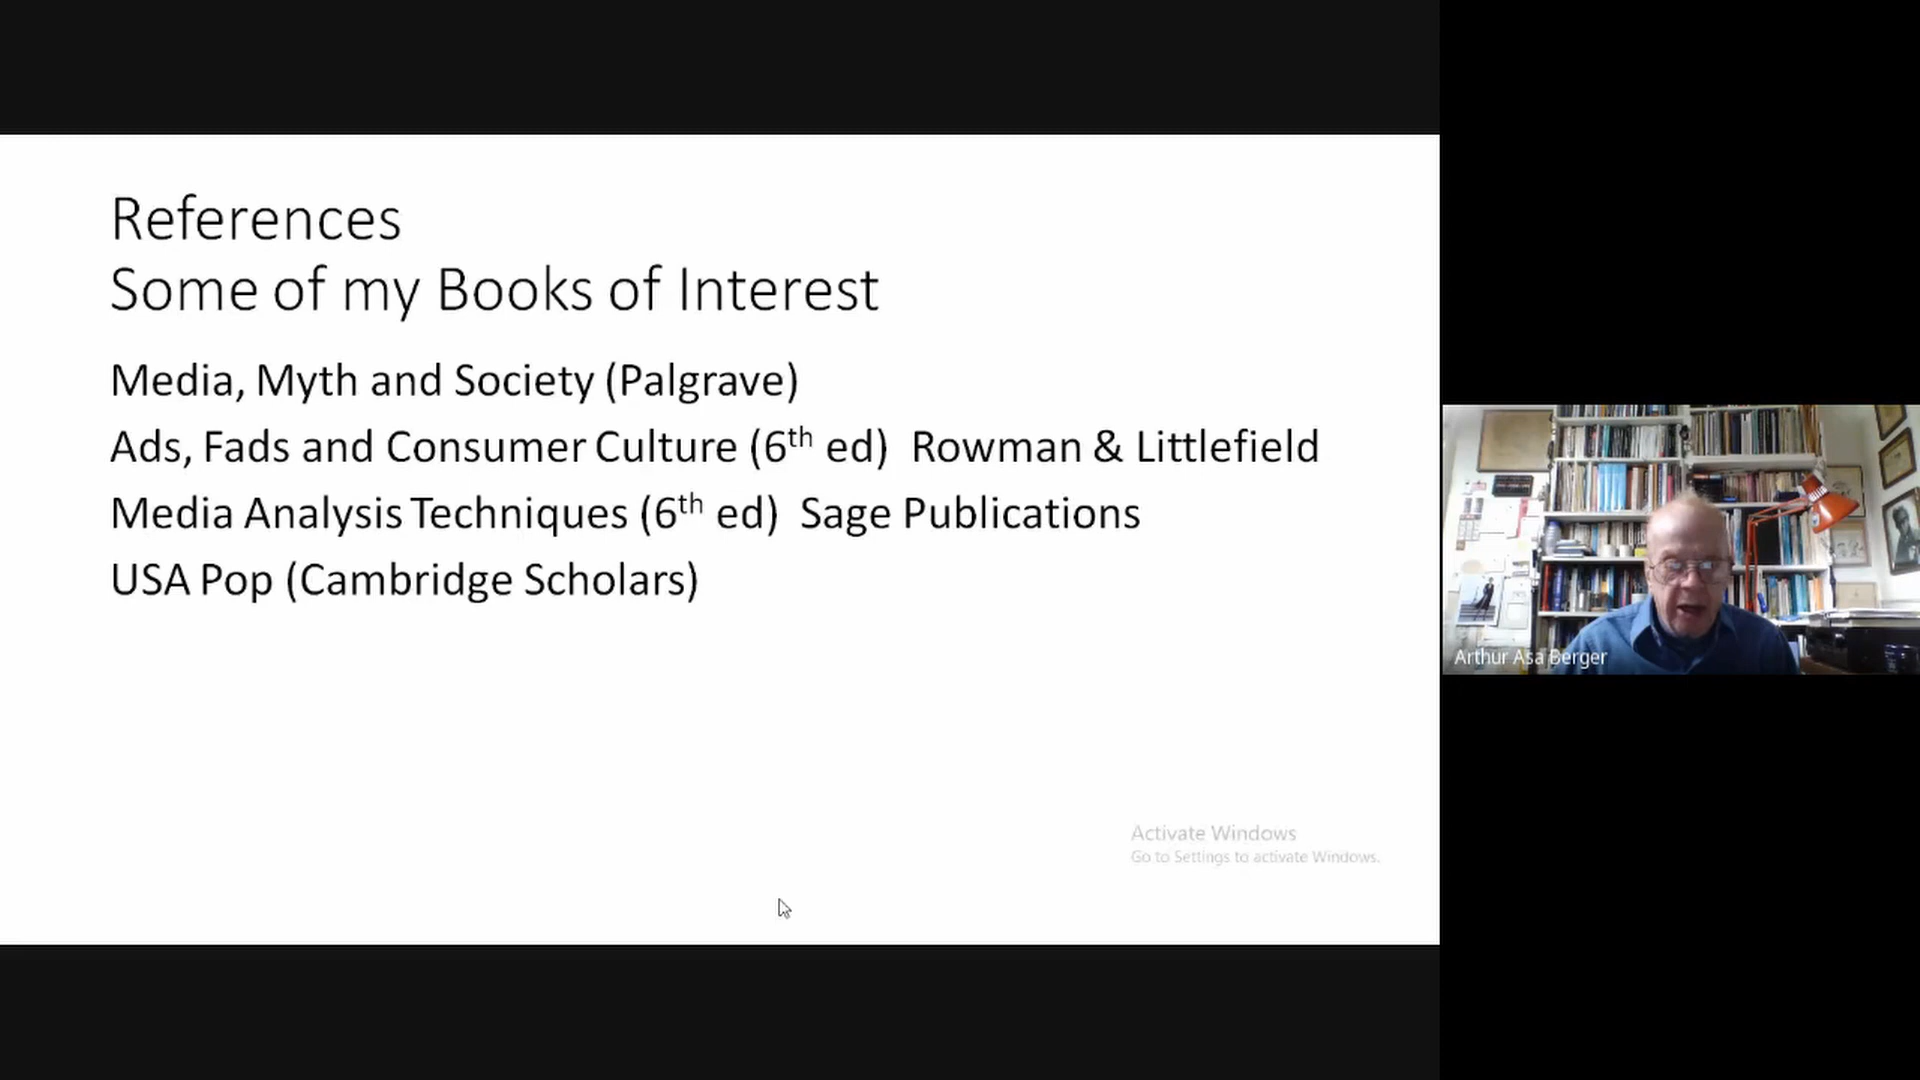 References
Some of my Books of Interest
Media, Myth and Society (Palgrave)
Ads, Fads and Consumer Culture (6th ed)  Rowman & Littlefield
Media Analysis Techniques (6th ed)  Sage Publications
USA Pop (Cambridge Scholars)
Activate Windows
Go to Settings to activate Windows.
Arthur Asa Berger